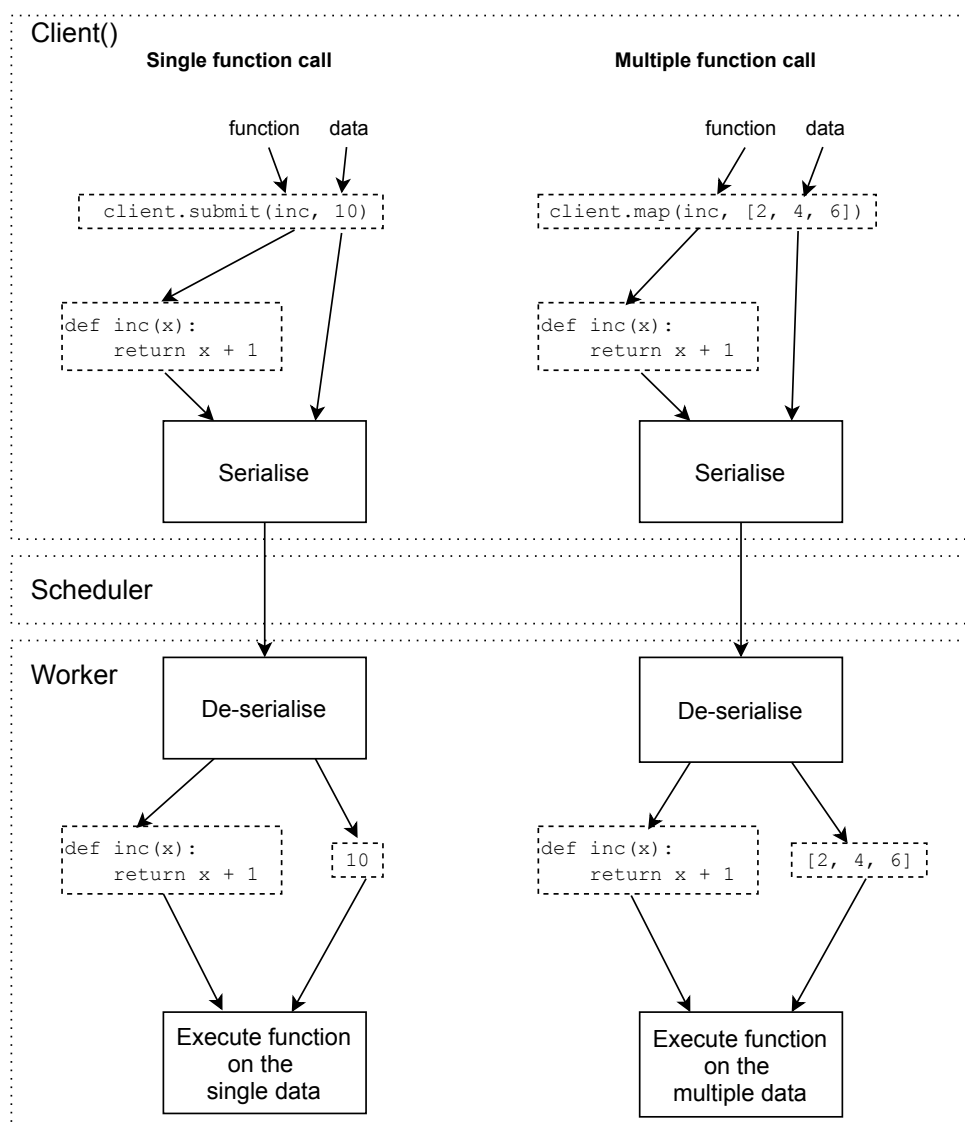 Client()
Single function call
Multiple function call
function data
function data
client.submit(inc, 10)
client.map(inc, [2, 4, 6])
def inc(x):
    return x + 1
def inc(x):
    return x + 1
Serialise
Serialise
Scheduler
Worker
De-serialise
De-serialise
def inc(x):
    return x + 1
10
def inc(x):
    return x + 1
[2, 4, 6]
Execute function
on the
single data
Execute function
on the
multiple data